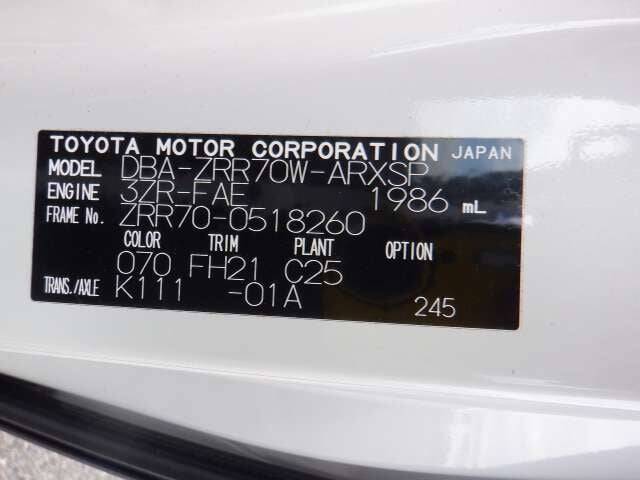 TOYOTA MOTOR CORPORATION JAPAN
MODEL DBA-ZRR70W-ARXSP
ENGINE 3ZR-FAE 1986 mL
FRAME No. ZRR70-0518260
COLOR TRIM PLANT OPTION
070 FH21 C25
TRANS./AXLE K111 -01A
245